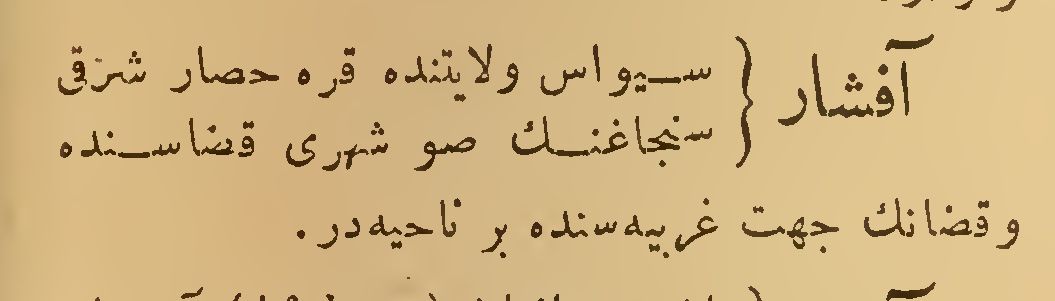 آفشار { سیواس ولایتنده قره حصار شرقی
سنجاغنك صو شهری قضاسنده
وقضانك جهت غربیه‌سنده بر ناحیه‌در.